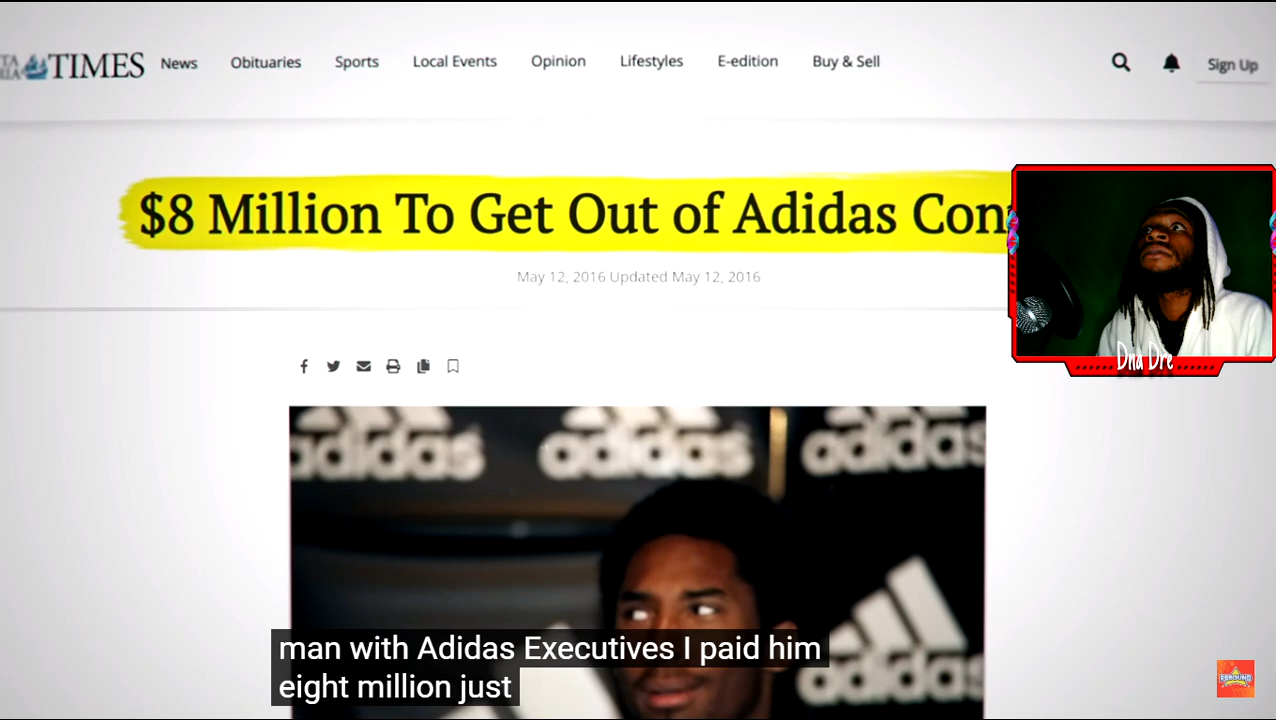 TIMES
News Obituaries Sports Local Events Opinion Lifestyles E-edition Buy & Sell Sign Up
$8 Million To Get Out of Adidas Con
May 12, 2016 Updated May 12, 2016
Dna Dre
adidas adidas adidas
adidas
man with Adidas Executives I paid him
eight million just
REBOUND